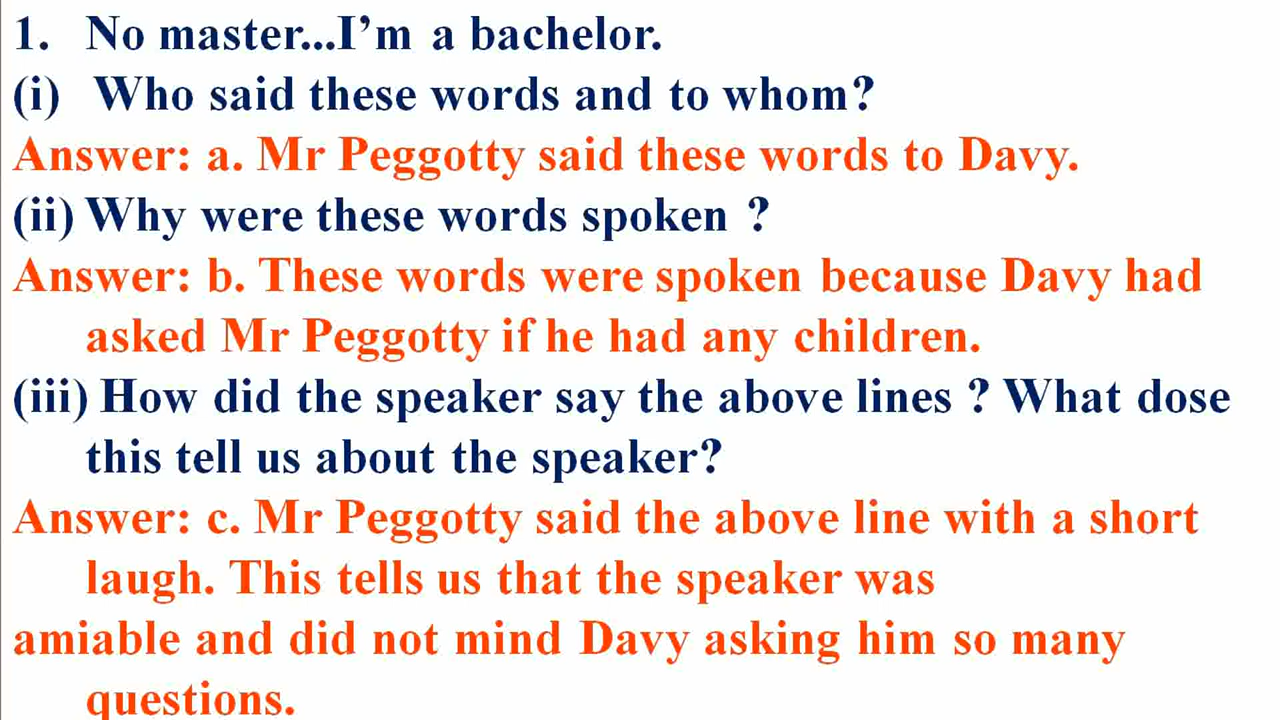 1. No master...I’m a bachelor.
(i) Who said these words and to whom?
Answer: a. Mr Peggotty said these words to Davy.
(ii) Why were these words spoken ?
Answer: b. These words were spoken because Davy had
asked Mr Peggotty if he had any children.
(iii) How did the speaker say the above lines ? What dose
this tell us about the speaker?
Answer: c. Mr Peggotty said the above line with a short
laugh. This tells us that the speaker was
amiable and did not mind Davy asking him so many
questions.